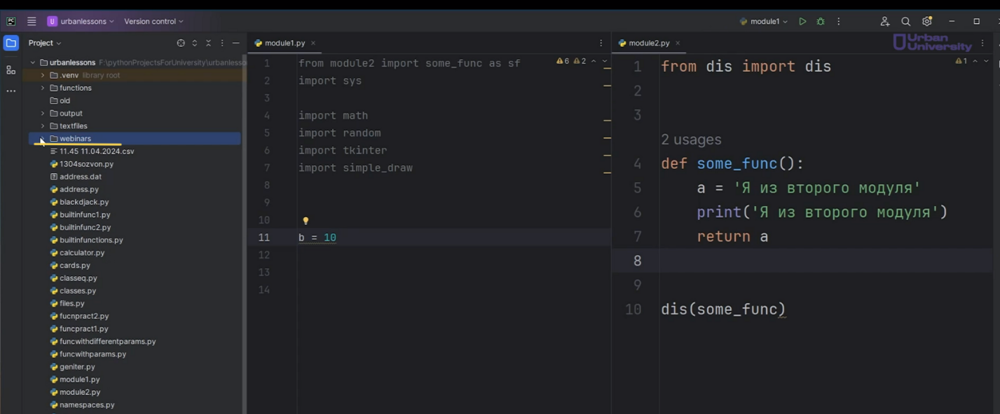 PC
U urbanlessons
Version control
module1
Project
module1.py
module2.py
Urban
University
urbanlessons F:\pythonProjectsForUniversity\urbanlesso
.venv library root
functions
old
output
textfiles
webinars
11.45 11.04.2024.csv
1304sozvon.py
address.dat
address.py
blackdjack.py
builtinfunc1.py
builtinfunc2.py
builtinfunctions.py
calculator.py
cards.py
classeq.py
classes.py
files.py
fucnpract2.py
funcpract1.py
funcwithdifferentparams.py
funcwithparams.py
geniter.py
module1.py
module2.py
namespaces.py
1 from module2 import some_func as sf
2 import sys
3
4 import math
5 import random
6 import tkinter
7 import simple_draw
8
9
10
11 b = 10
12
13
14
6 2
1 from dis import dis
2
3
2 usages
4 def some_func():
5 a = 'Я из второго модуля'
6 print('Я из второго модуля')
7 return a
8
9
10 dis(some_func)
1